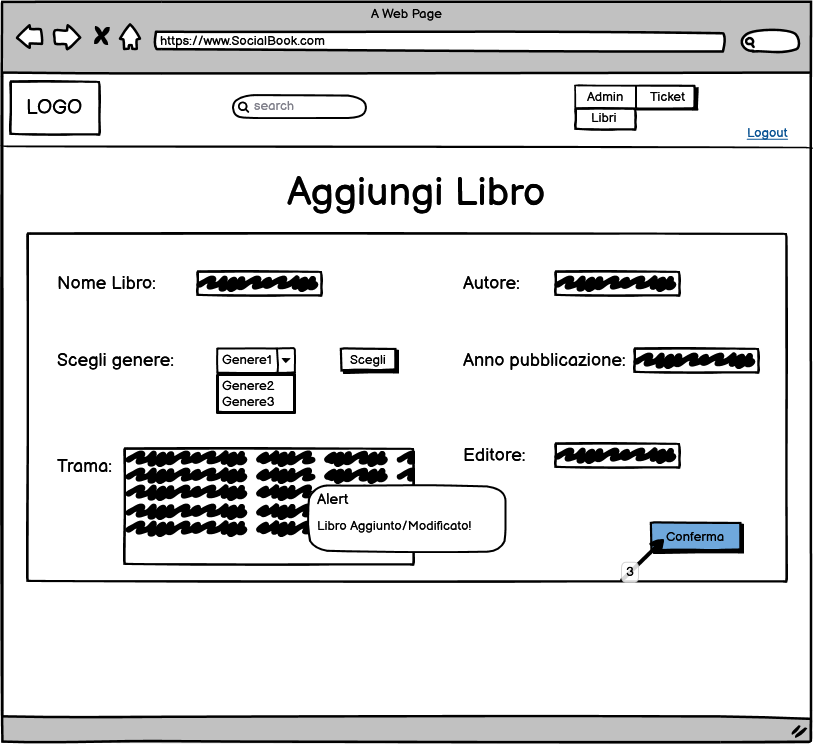 A Web Page
https://www.SocialBook.com
LOGO
search
Admin
Ticket
Libri
Logout
Aggiungi Libro
Nome Libro:
Autore:
Scegli genere:
Genere1
Scegli
Anno pubblicazione:
Genere2
Genere3
Trama:
Editore:
Alert
Libro Aggiunto/Modificato!
Conferma
3